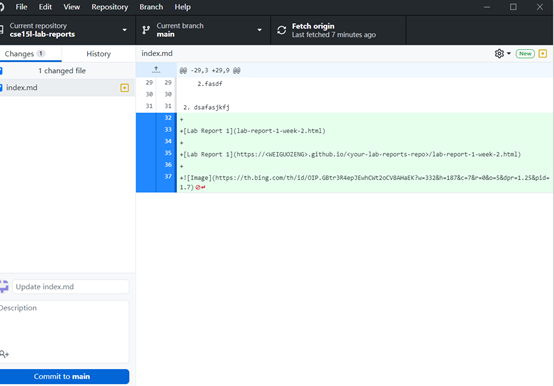 File Edit View Repository Branch Help
Current repository
cse15l-lab-reports
Current branch
main
Fetch origin
Last fetched 7 minutes ago
Changes 1
History
index.md
New
1 changed file
index.md
@@ -29,3 +29,9 @@
29 29 2.fasdf
30 30
31 31 2. dsafasjkfj
32 +
33 +[Lab Report 1](lab-report-1-week-2.html)
34 +
35 +[Lab Report 1](https://<WEIGUOZENG>.github.io/<your-lab-reports-repo>/lab-report-1-week-2.html)
36 +
37 +![Image](https://th.bing.com/th/id/OIP.GBtr3R4epJEwhCWt2oCV8AHaEK?w=332&h=187&c=7&r=0&o=5&dpr=1.25&pid=
1.7)
Update index.md
Description
Commit to main